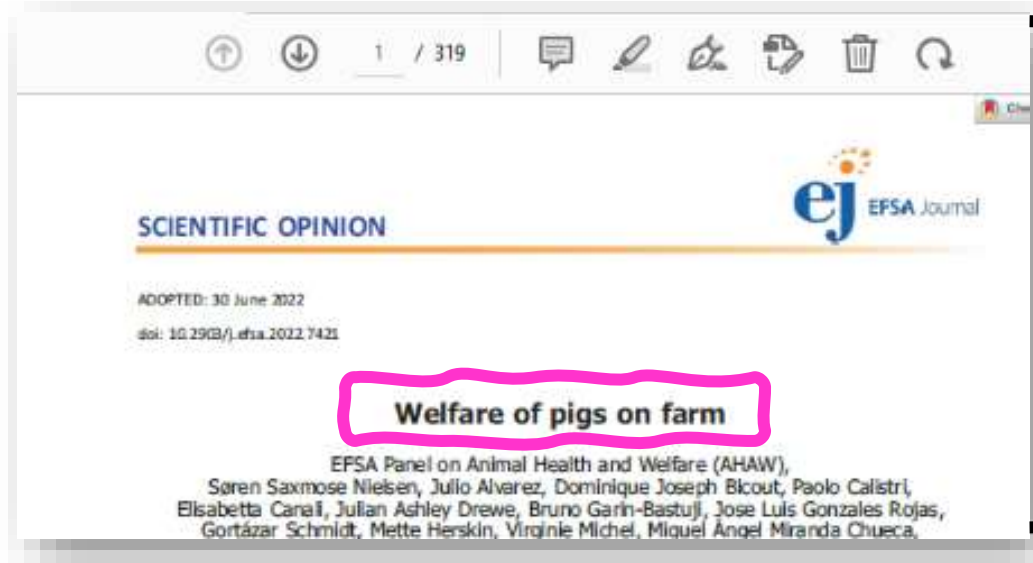 1 / 319
ej EFSA Journal
SCIENTIFIC OPINION
ADOPTED: 30 June 2022
doi: 10.2903/j.efsa.2022.7421
Welfare of pigs on farm
EFSA Panel on Animal Health and Welfare (AHAW),
Søren Saxmose Nielsen, Julio Alvarez, Dominique Joseph Bicout, Paolo Calistri,
Elisabetta Canali, Julian Ashley Drewe, Bruno Garin-Bastuji, Jose Luis Gonzales Rojas,
Gortázar Schmidt, Mette Herskin, Virginie Michel, Miguel Ángel Miranda Chueca,